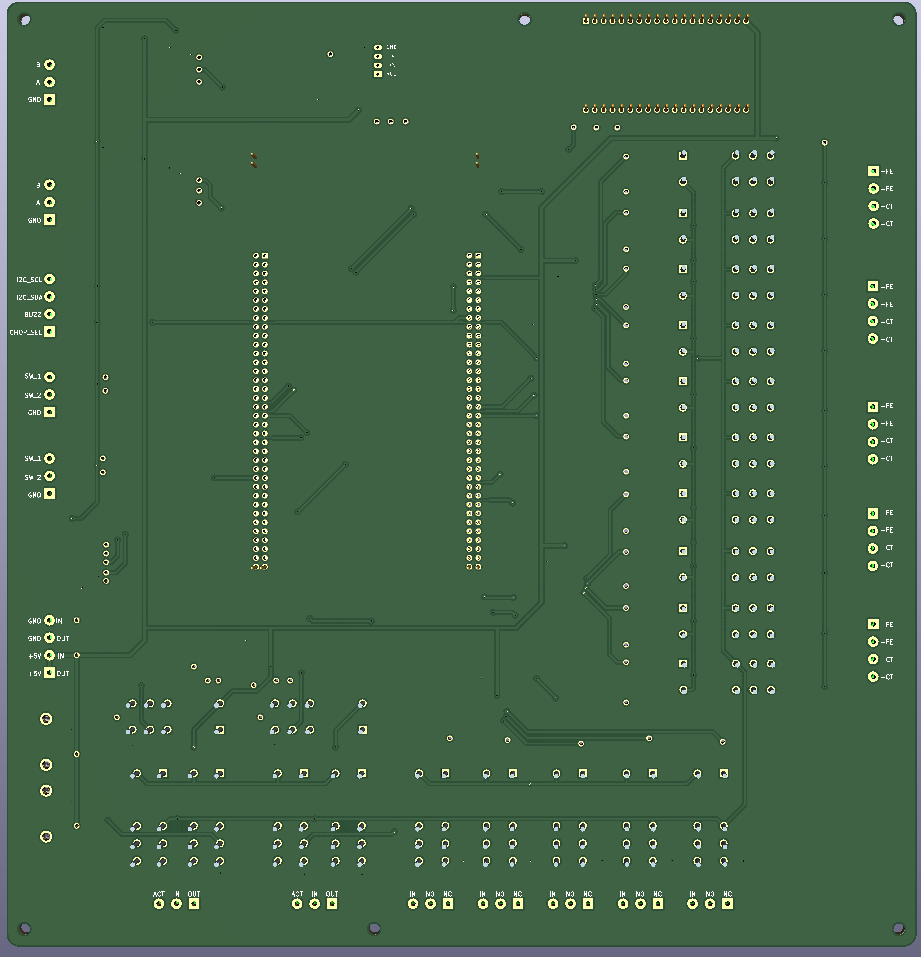 GND
B
A
GND
B
A
GND
-FE
-FE
-CT
-CT
I2C_SCL
I2C_SDA
BUZZ
-FE
-FE
-CT
-CT
SW_1
SW_2
GND
-FE
-FE
-CT
-CT
SW_1
SW_2
GND
FE
-FE
CT
-CT
GND IN
GND OUT
+5V IN
+5V OUT
FE
-FE
CT
-CT
ACT IN OUT
ACT IN OUT
IN NO NC
IN NO NC
IN NO NC
IN NO NC
IN NO NC